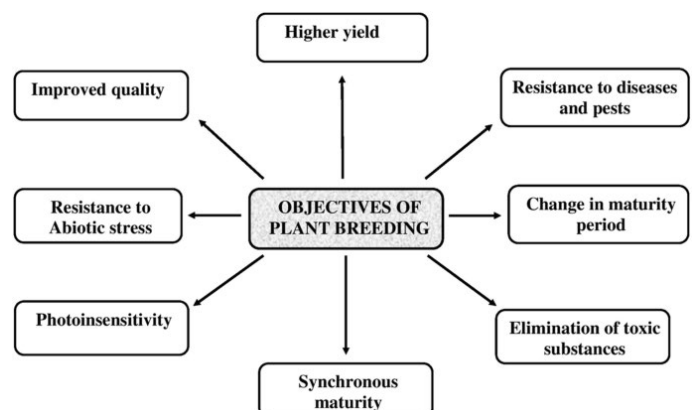 Higher yield
Improved quality
Resistance to diseases
and pests
Resistance to
Abiotic stress
OBJECTIVES OF
PLANT BREEDING
Change in maturity
period
Photoinsensitivity
Elimination of toxic
substances
Synchronous
maturity